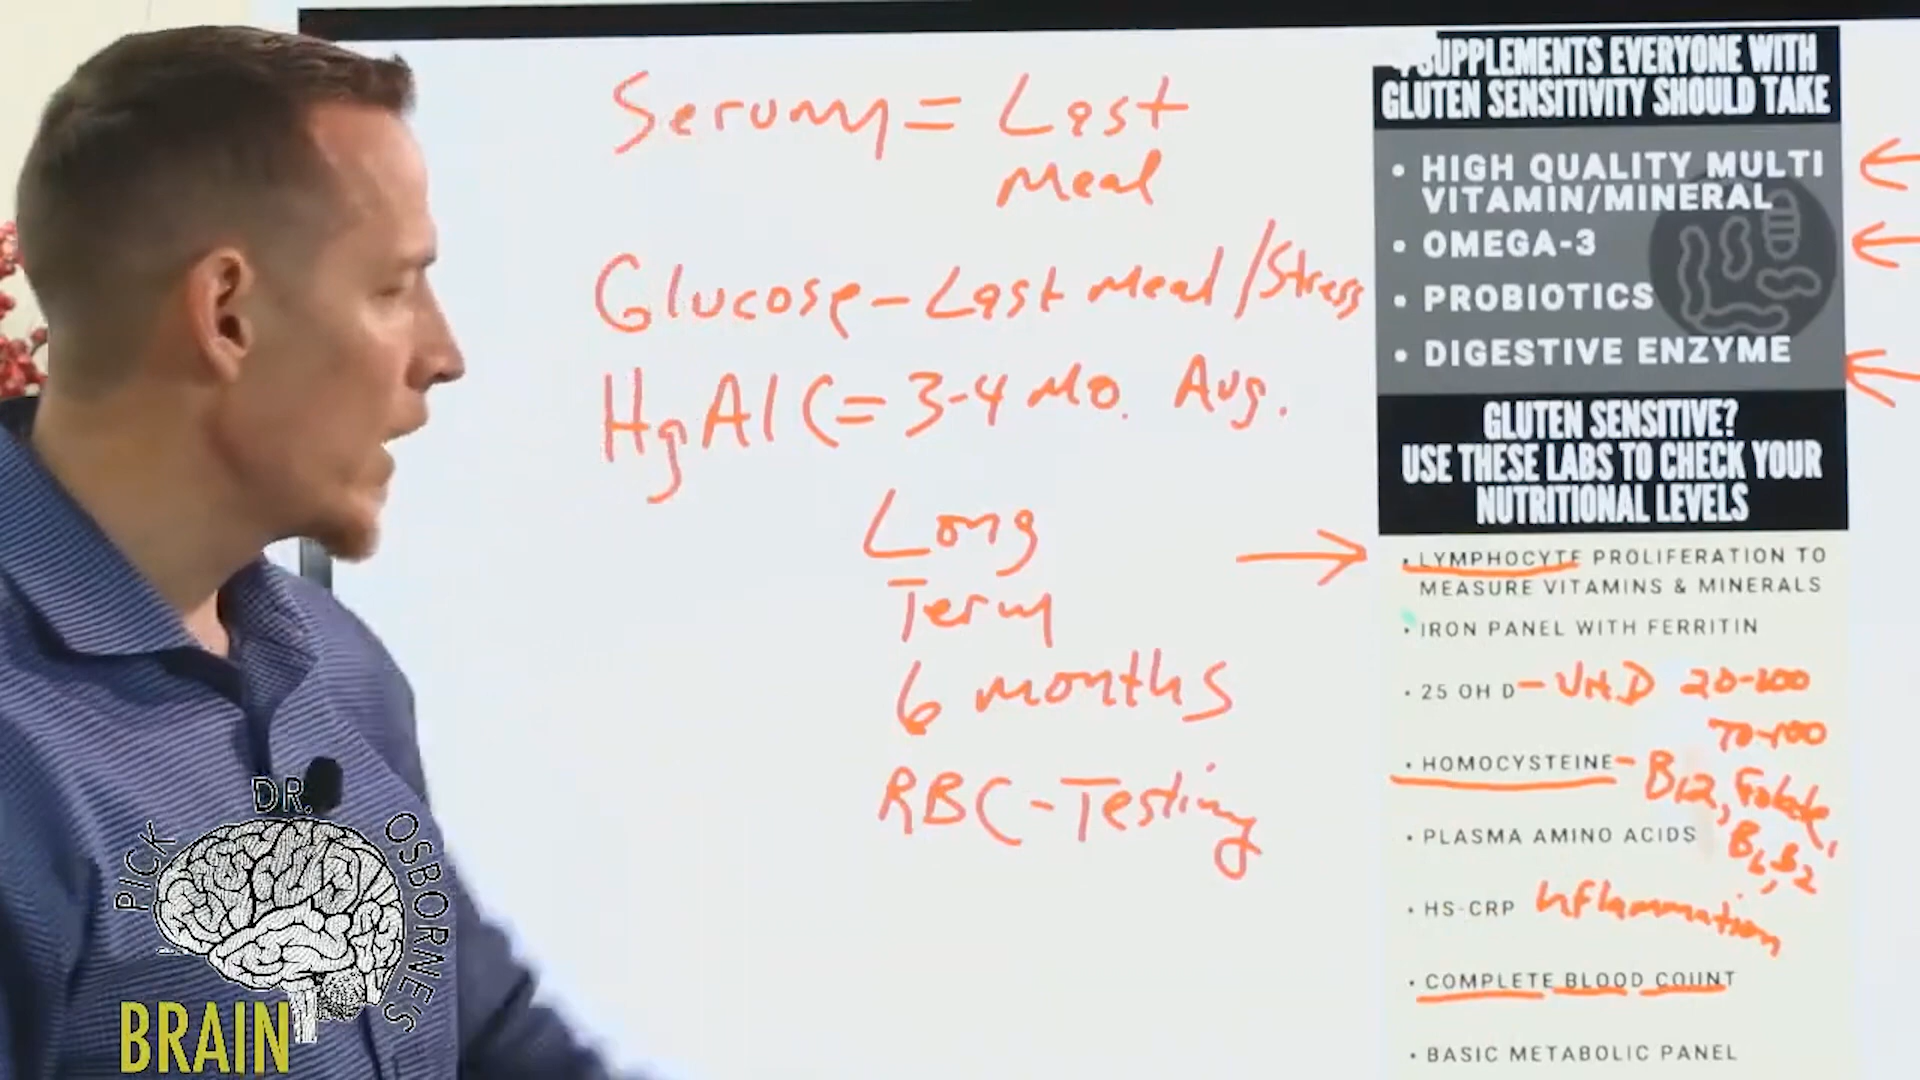 Serum = Last
Meal
Glucose - Last Meal / Stress
HgA1C = 3-4 Mo. Avg.
Long
Term
6 months
RBC - Testing
SUPPLEMENTS EVERYONE WITH
GLUTEN SENSITIVITY SHOULD TAKE
• HIGH QUALITY MULTI
VITAMIN/MINERAL
• OMEGA-3
• PROBIOTICS
• DIGESTIVE ENZYME
GLUTEN SENSITIVE?
USE THESE LABS TO CHECK YOUR
NUTRITIONAL LEVELS
• LYMPHOCYTE PROLIFERATION TO
MEASURE VITAMINS & MINERALS
• IRON PANEL WITH FERRITIN
• 25 OH D - Vit.D 20-100
70-100
• HOMOCYSTEINE - B12, Folate,
B6, B2
• PLASMA AMINO ACIDS
• HS-CRP Inflammation
• COMPLETE BLOOD COUNT
• BASIC METABOLIC PANEL
PICK DR. OSBORNE'S
BRAIN